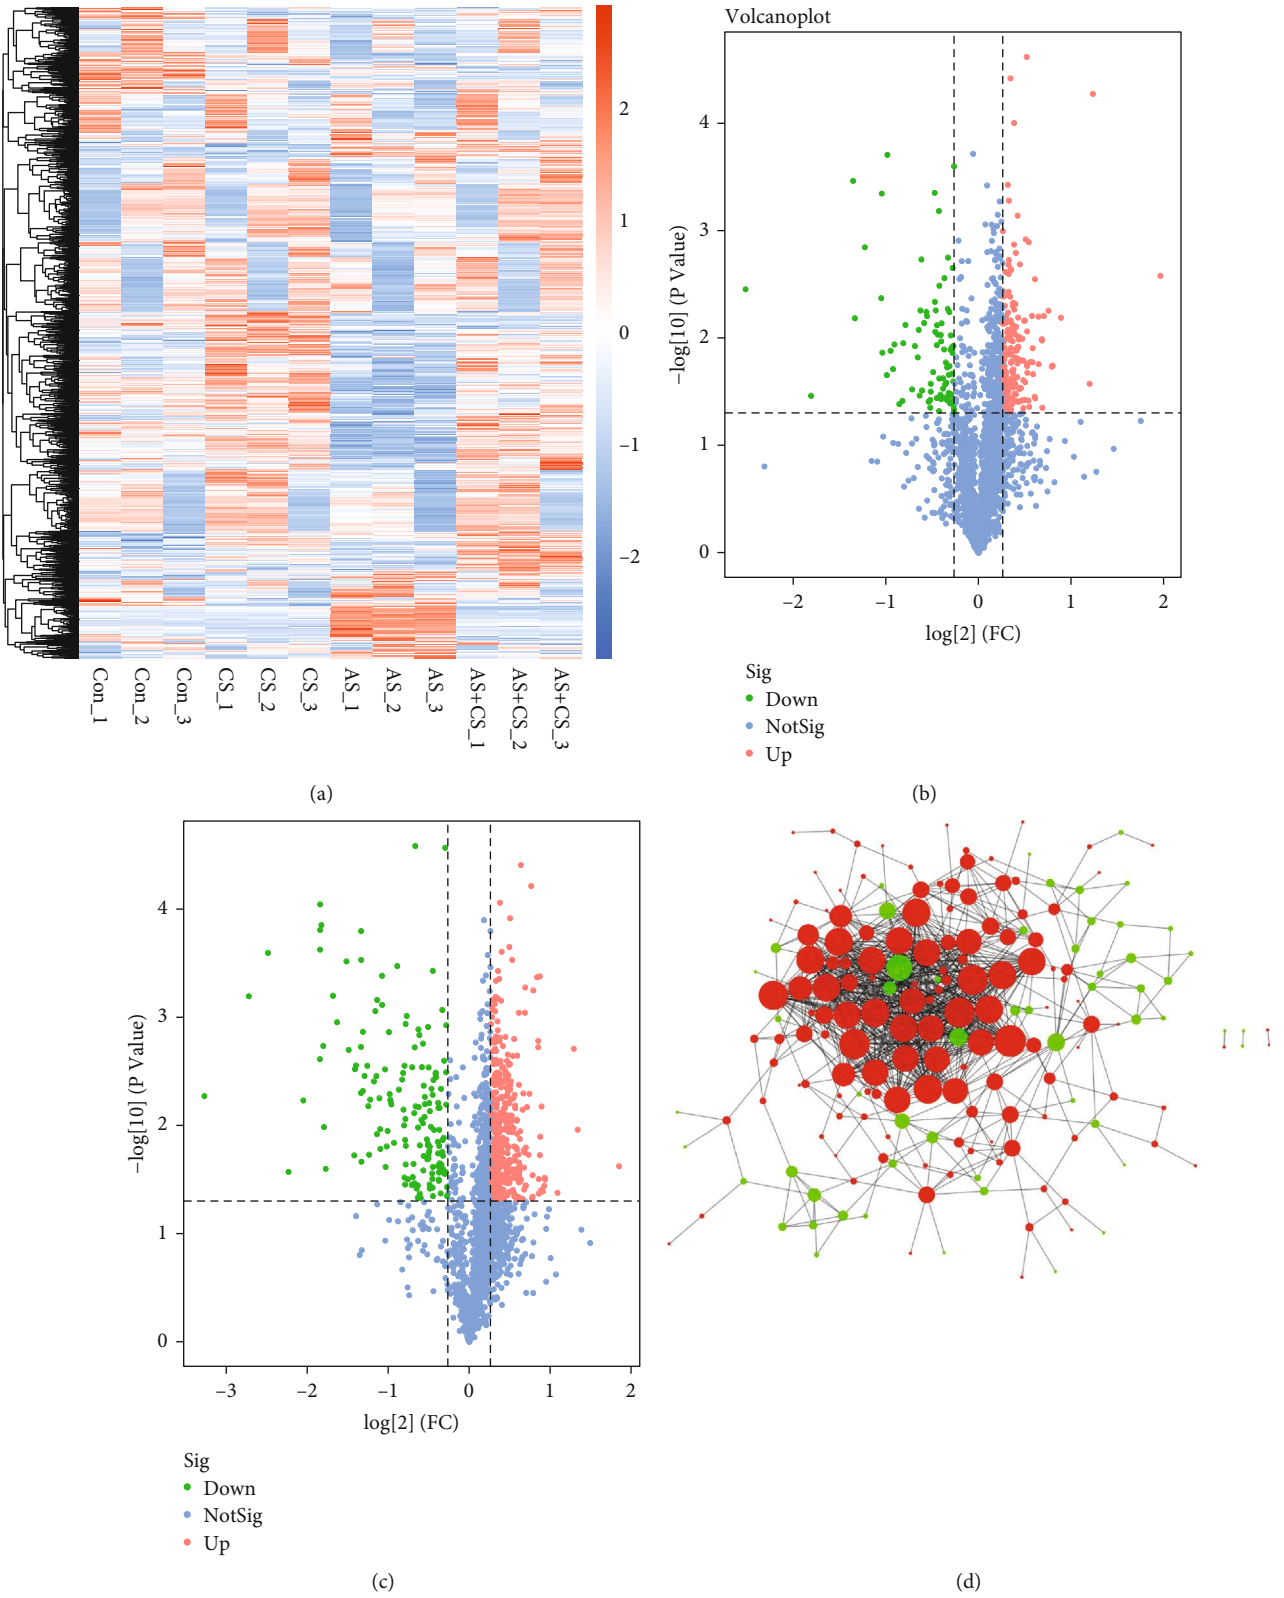 2
1
0
−1
−2
Con_1
Con_2
Con_3
CS_1
CS_2
CS_3
AS_1
AS_2
AS_3
AS+CS_1
AS+CS_2
AS+CS_3
(a)
Volcanoplot
−log[10] (P Value)
4
3
2
1
0
−2
−1
0
1
2
log[2] (FC)
Sig
Down
NotSig
Up
(b)
−log[10] (P Value)
4
3
2
1
0
−3
−2
−1
0
1
2
log[2] (FC)
Sig
Down
NotSig
Up
(c)
(d)